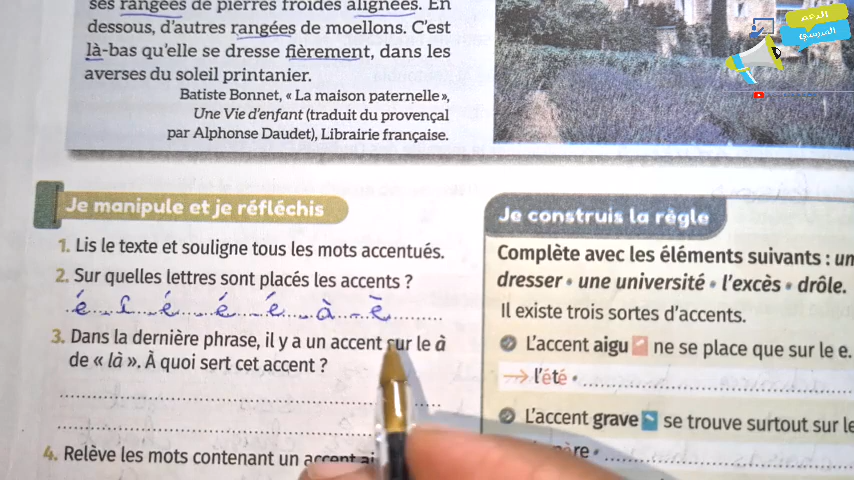 ses rangées de pierres froides alignées. En
dessous, d'autres rangées de moellons. C'est
là-bas qu'elle se dresse fièrement, dans les
averses du soleil printanier.
Batiste Bonnet, « La maison paternelle »,
Une Vie d'enfant (traduit du provençal
par Alphonse Daudet), Librairie française.
الدعم
المدرسي
Je manipule et je réfléchis
1. Lis le texte et souligne tous les mots accentués.
2. Sur quelles lettres sont placés les accents ?
3. Dans la dernière phrase, il y a un accent sur le à
de « là ». À quoi sert cet accent ?
4. Relève les mots contenant un accent
Je construis la règle
Complète avec les éléments suivants :
dresser • une université • l'excès • drôle.
Il existe trois sortes d'accents.
L'accent aigu ne se place que sur le e.
→ l'été •
L'accent grave se trouve surtout sur le